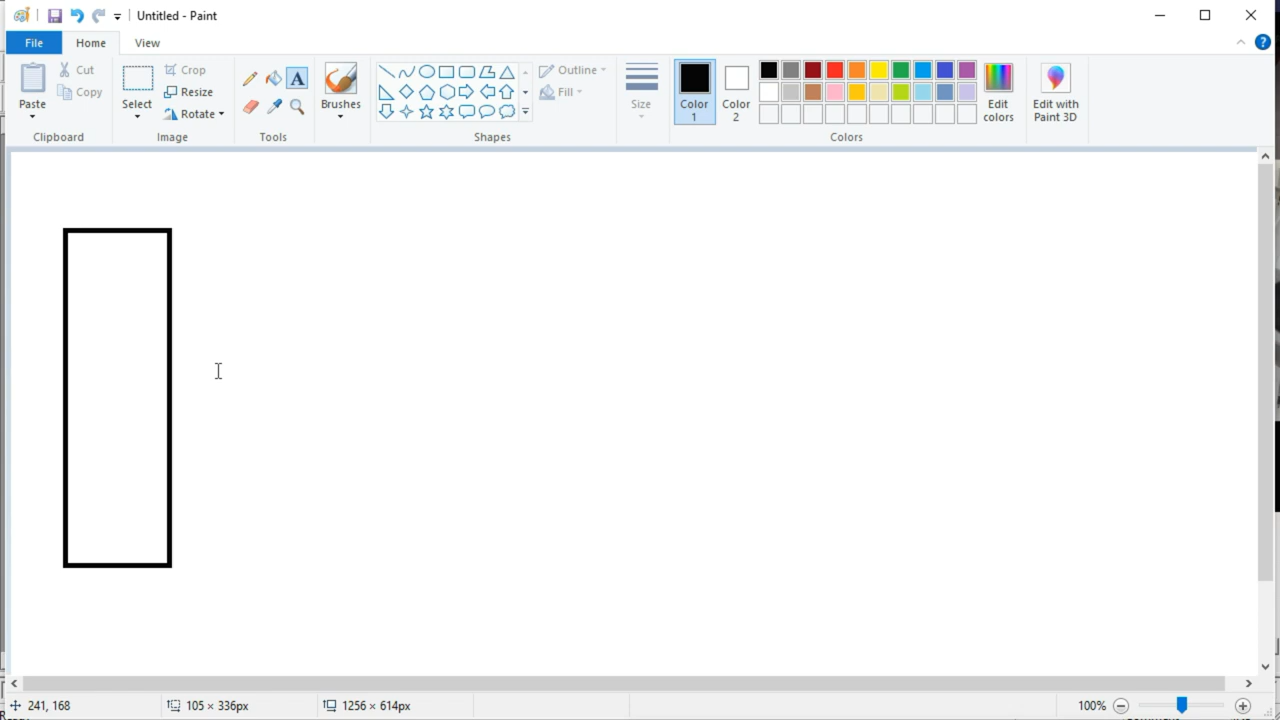 Untitled - Paint
File
Home
View
Paste
Cut
Copy
Clipboard
Select
Crop
Resize
Rotate
Image
A
Tools
Brushes
Outline
Fill
Shapes
Size
Color
1
Color
2
Colors
Edit
colors
Edit with
Paint 3D
241, 168
105 × 336px
1256 × 614px
100%